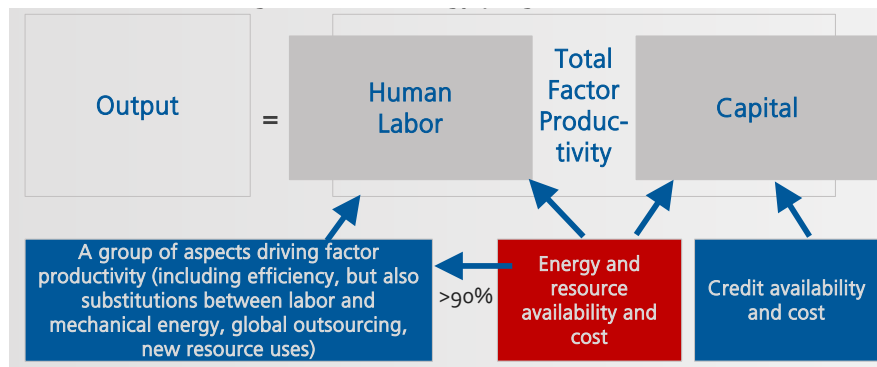 Output
=
Human
Labor
Total
Factor
Produc-
tivity
Capital
A group of aspects driving factor
productivity (including efficiency, but also
substitutions between labor and
mechanical energy, global outsourcing,
new resource uses)
>90%
Energy and
resource
availability and
cost
Credit availability
and cost